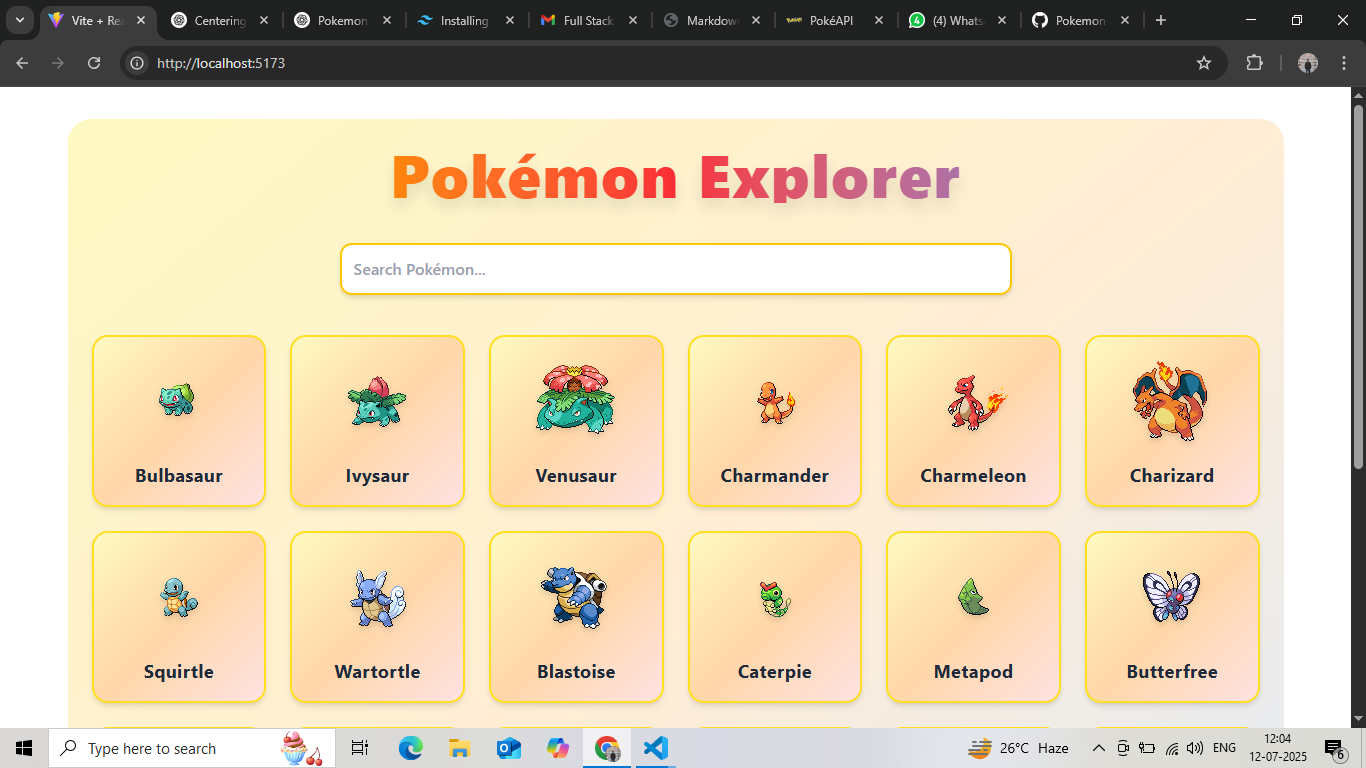 Vite + Rea
Centering
Pokemon
Installing
Full Stack
Markdown
PokéAPI
(4) Whats
Pokemon
http://localhost:5173
Pokémon Explorer
Search Pokémon...
Bulbasaur
Ivysaur
Venusaur
Charmander
Charmeleon
Charizard
Squirtle
Wartortle
Blastoise
Caterpie
Metapod
Butterfree
Type here to search
26°C Haze
ENG
12:04
12-07-2025
6